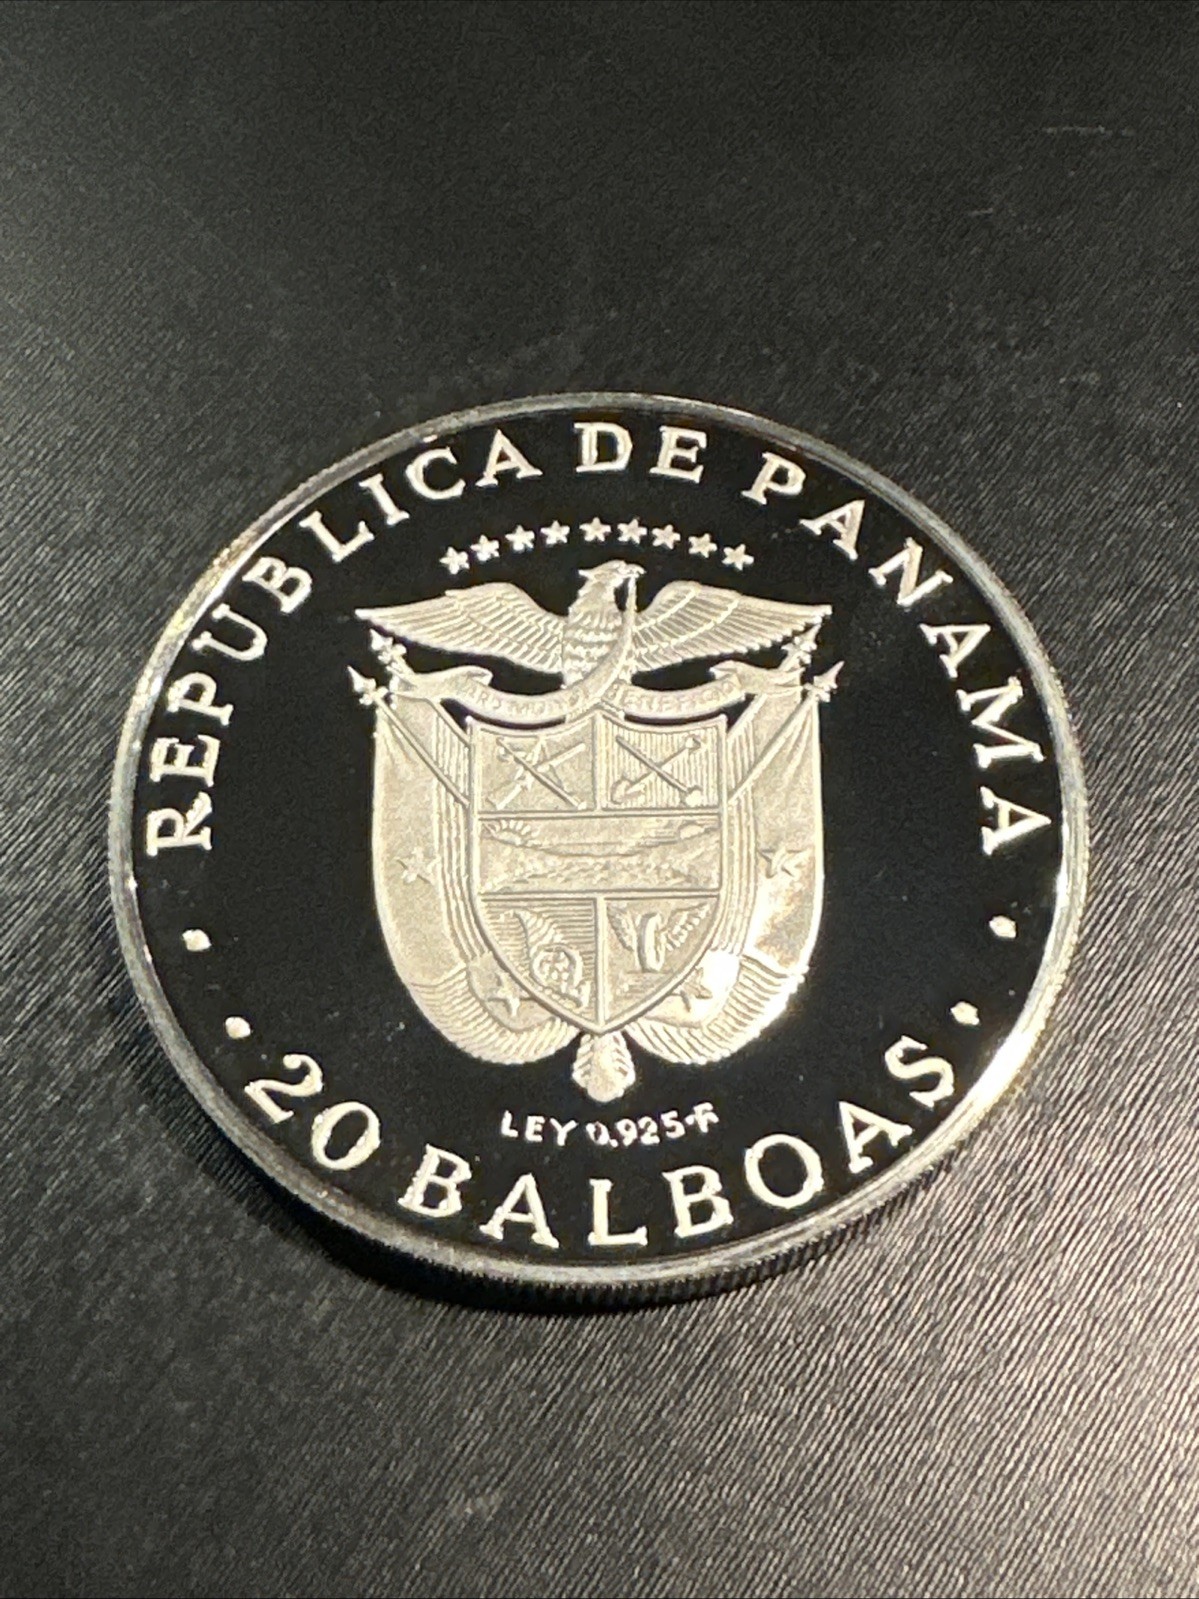 REPUBLICA DE PANAMA
LEY 0.925
20 BALBOAS